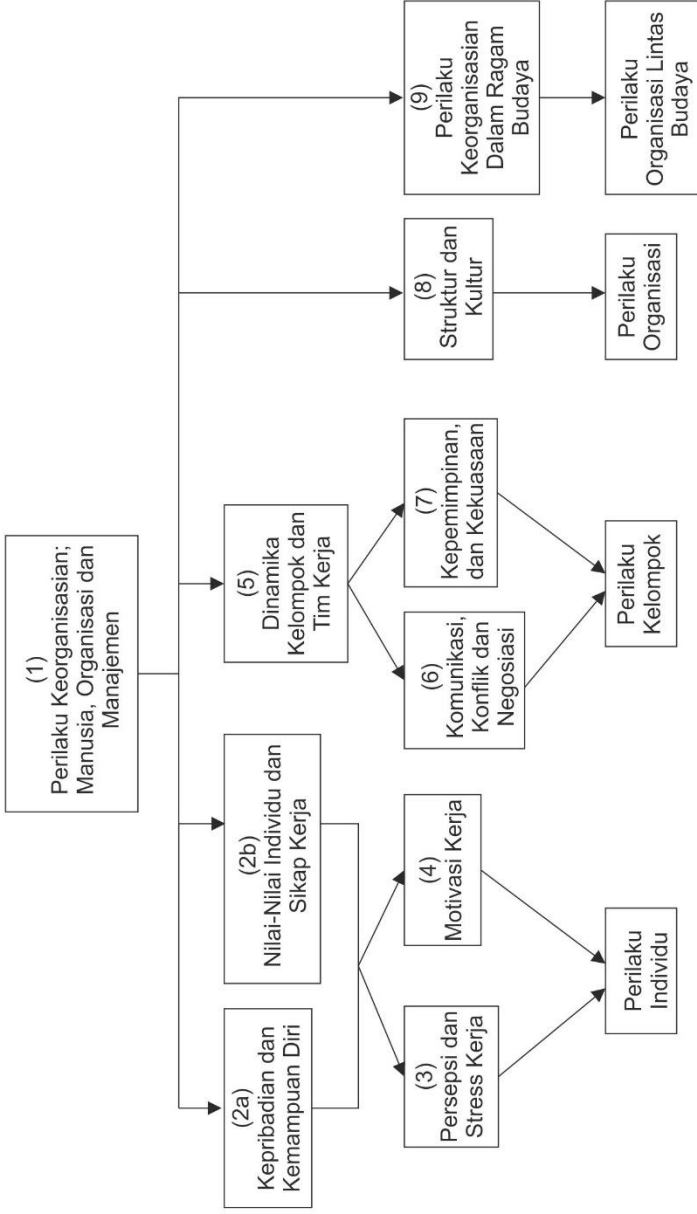 (1)
Perilaku Keorganisasian;
Manusia, Organisasi dan
Manajemen
(2a)
Kepribadian dan
Kemampuan Diri
(2b)
Nilai-Nilai Individu dan
Sikap Kerja
(5)
Dinamika
Kelompok dan
Tim Kerja
(3)
Persepsi dan
Stress Kerja
(4)
Motivasi Kerja
(6)
Komunikasi,
Konflik dan
Negosiasi
(7)
Kepemimpinan,
dan Kekuasaan
(8)
Struktur dan
Kultur
(9)
Perilaku
Keorganisasian
Dalam Ragam
Budaya
Perilaku
Individu
Perilaku
Kelompok
Perilaku
Organisasi
Perilaku
Organisasi Lintas
Budaya